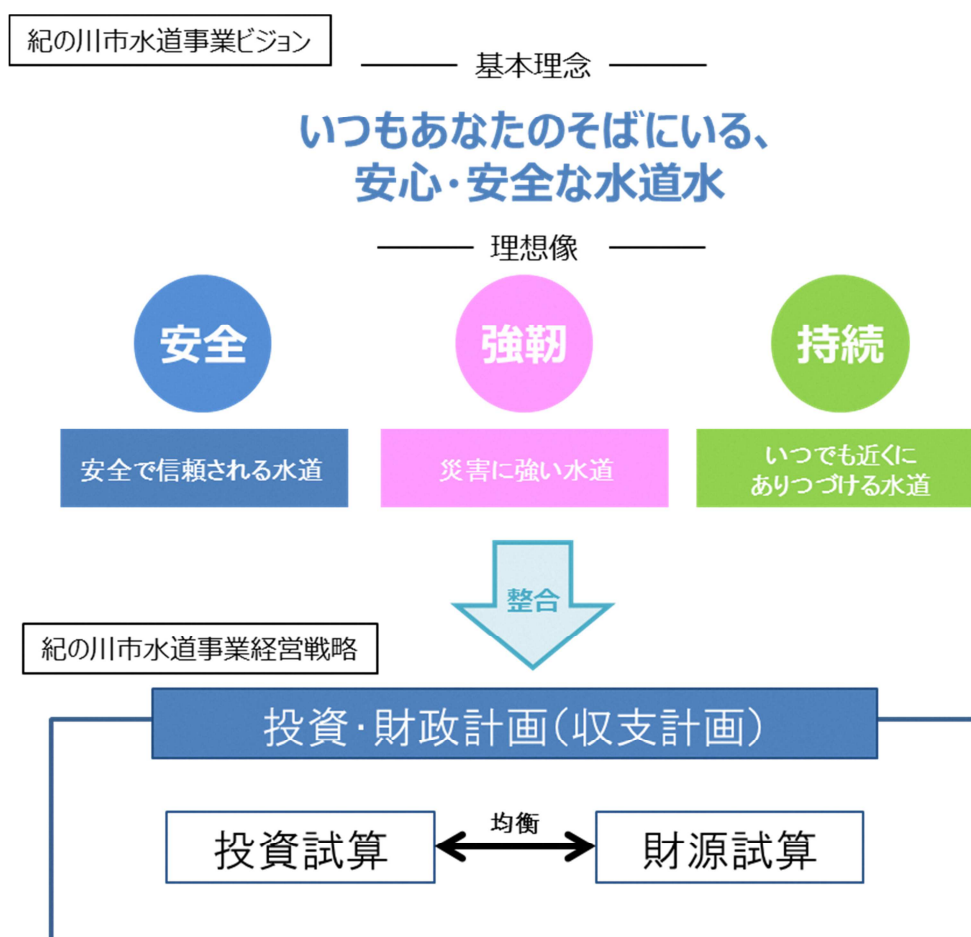 紀の川市水道事業ビジョン
基本理念
いつもあなたのそばにいる、
安心・安全な水道水
理想像
安全
強靭
持続
安全で信頼される水道
災害に強い水道
いつでも近くに
ありつづける水道
整合
紀の川市水道事業経営戦略
投資・財政計画（収支計画）
投資試算
均衡
財源試算